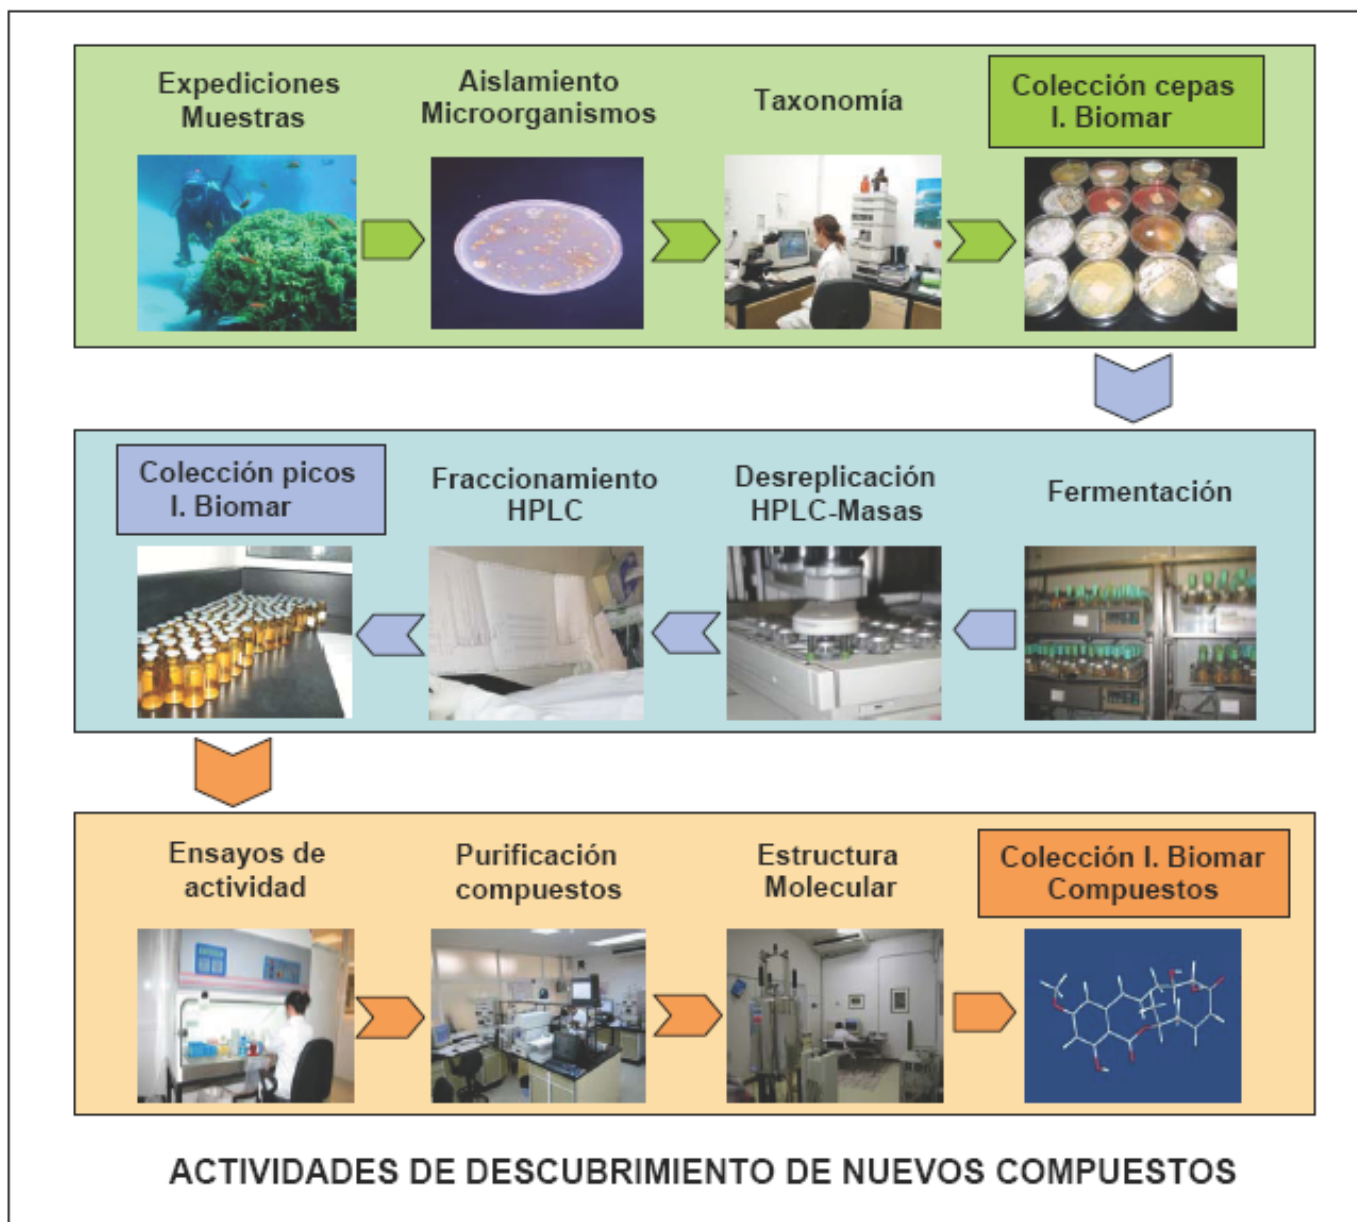 Expediciones
Muestras
Aislamiento
Microorganismos
Taxonomía
Colección cepas
I. Biomar
Colección picos
I. Biomar
Fraccionamiento
HPLC
Desreplicación
HPLC-Masas
Fermentación
Ensayos de
actividad
Purificación
compuestos
Estructura
Molecular
Colección I. Biomar
Compuestos
ACTIVIDADES DE DESCUBRIMIENTO DE NUEVOS COMPUESTOS